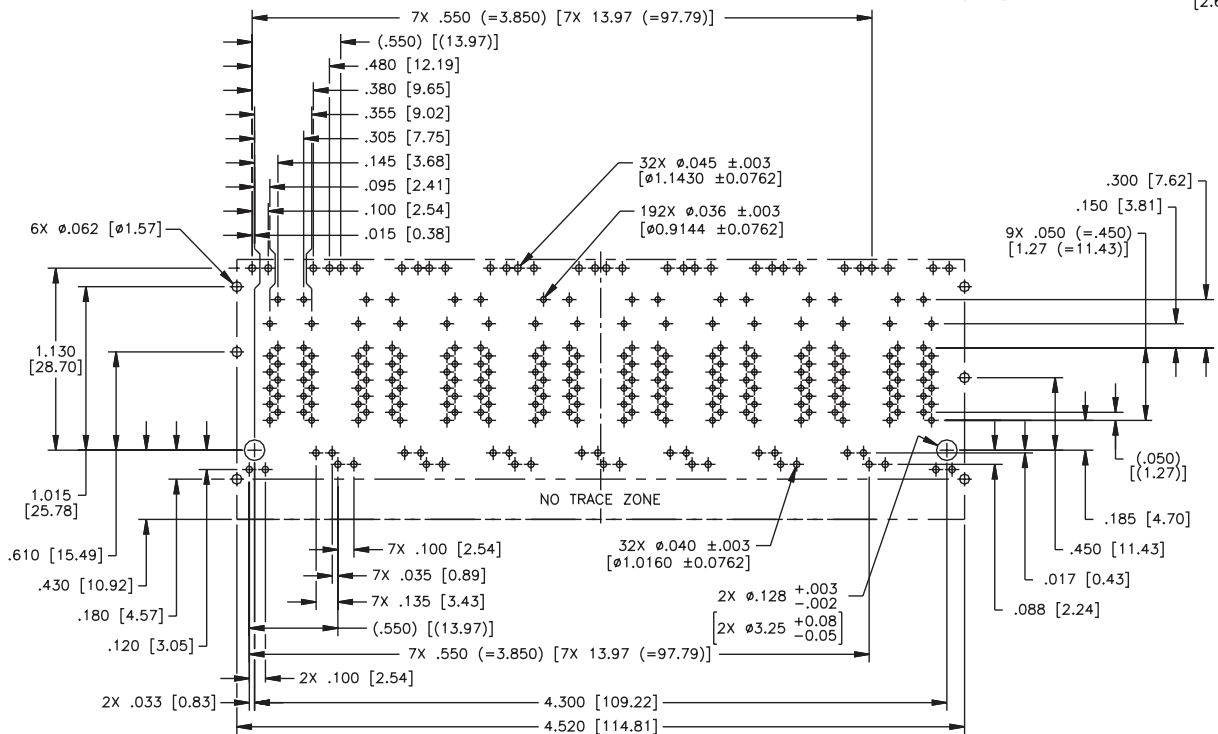 [2.6
7X .550 (=3.850) [7X 13.97 (=97.79)]
(.550) [(13.97)]
.480 [12.19]
.380 [9.65]
.355 [9.02]
.305 [7.75]
.145 [3.68]
.095 [2.41]
.100 [2.54]
.015 [0.38]
6X ø.062 [ø1.57]
32X ø.045 ±.003
[ø1.1430 ±0.0762]
192X ø.036 ±.003
[ø0.9144 ±0.0762]
.300 [7.62]
.150 [3.81]
9X .050 (=.450)
[1.27 (=11.43)]
1.130
[28.70]
1.015
[25.78]
.610 [15.49]
.430 [10.92]
.180 [4.57]
.120 [3.05]
NO TRACE ZONE
(.050)
[(1.27)]
.185 [4.70]
.450 [11.43]
.017 [0.43]
.088 [2.24]
7X .100 [2.54]
7X .035 [0.89]
7X .135 [3.43]
(.550) [(13.97)]
32X ø.040 ±.003
[ø1.0160 ±0.0762]
2X ø.128 +.003
-.002
[2X ø3.25 +0.08
-0.05]
7X .550 (=3.850) [7X 13.97 (=97.79)]
2X .100 [2.54]
2X .033 [0.83]
4.300 [109.22]
4.520 [114.81]